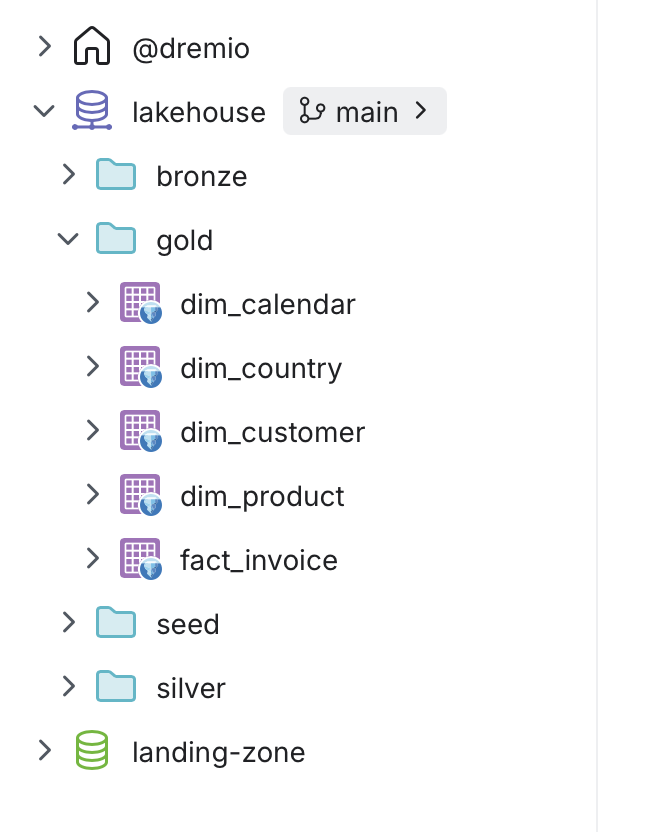 @dremio
lakehouse main
bronze
gold
dim_calendar
dim_country
dim_customer
dim_product
fact_invoice
seed
silver
landing-zone